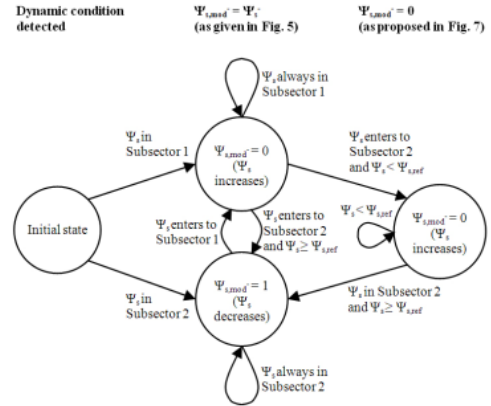 Dynamic condition detected
Ψs,mod⁻ = Ψs⁻
(as given in Fig. 5)
Ψs,mod⁻ = 0
(as proposed in Fig. 7)
Ψs always in
Subsector 1
Ψs in
Subsector 1
Ψs,mod⁻ = 0
(Ψs
increases)
Ψs enters to
Subsector 2
and Ψs < Ψs,ref
Initial state
Ψs enters to
Subsector 1
Ψs enters to
Subsector 2
and Ψs ≥ Ψs,ref
Ψs < Ψs,ref
Ψs,mod⁻ = 0
(Ψs
increases)
Ψs in
Subsector 2
Ψs,mod⁻ = 1
(Ψs
decreases)
Ψs in Subsector 2
and Ψs ≥ Ψs,ref
Ψs always in
Subsector 2